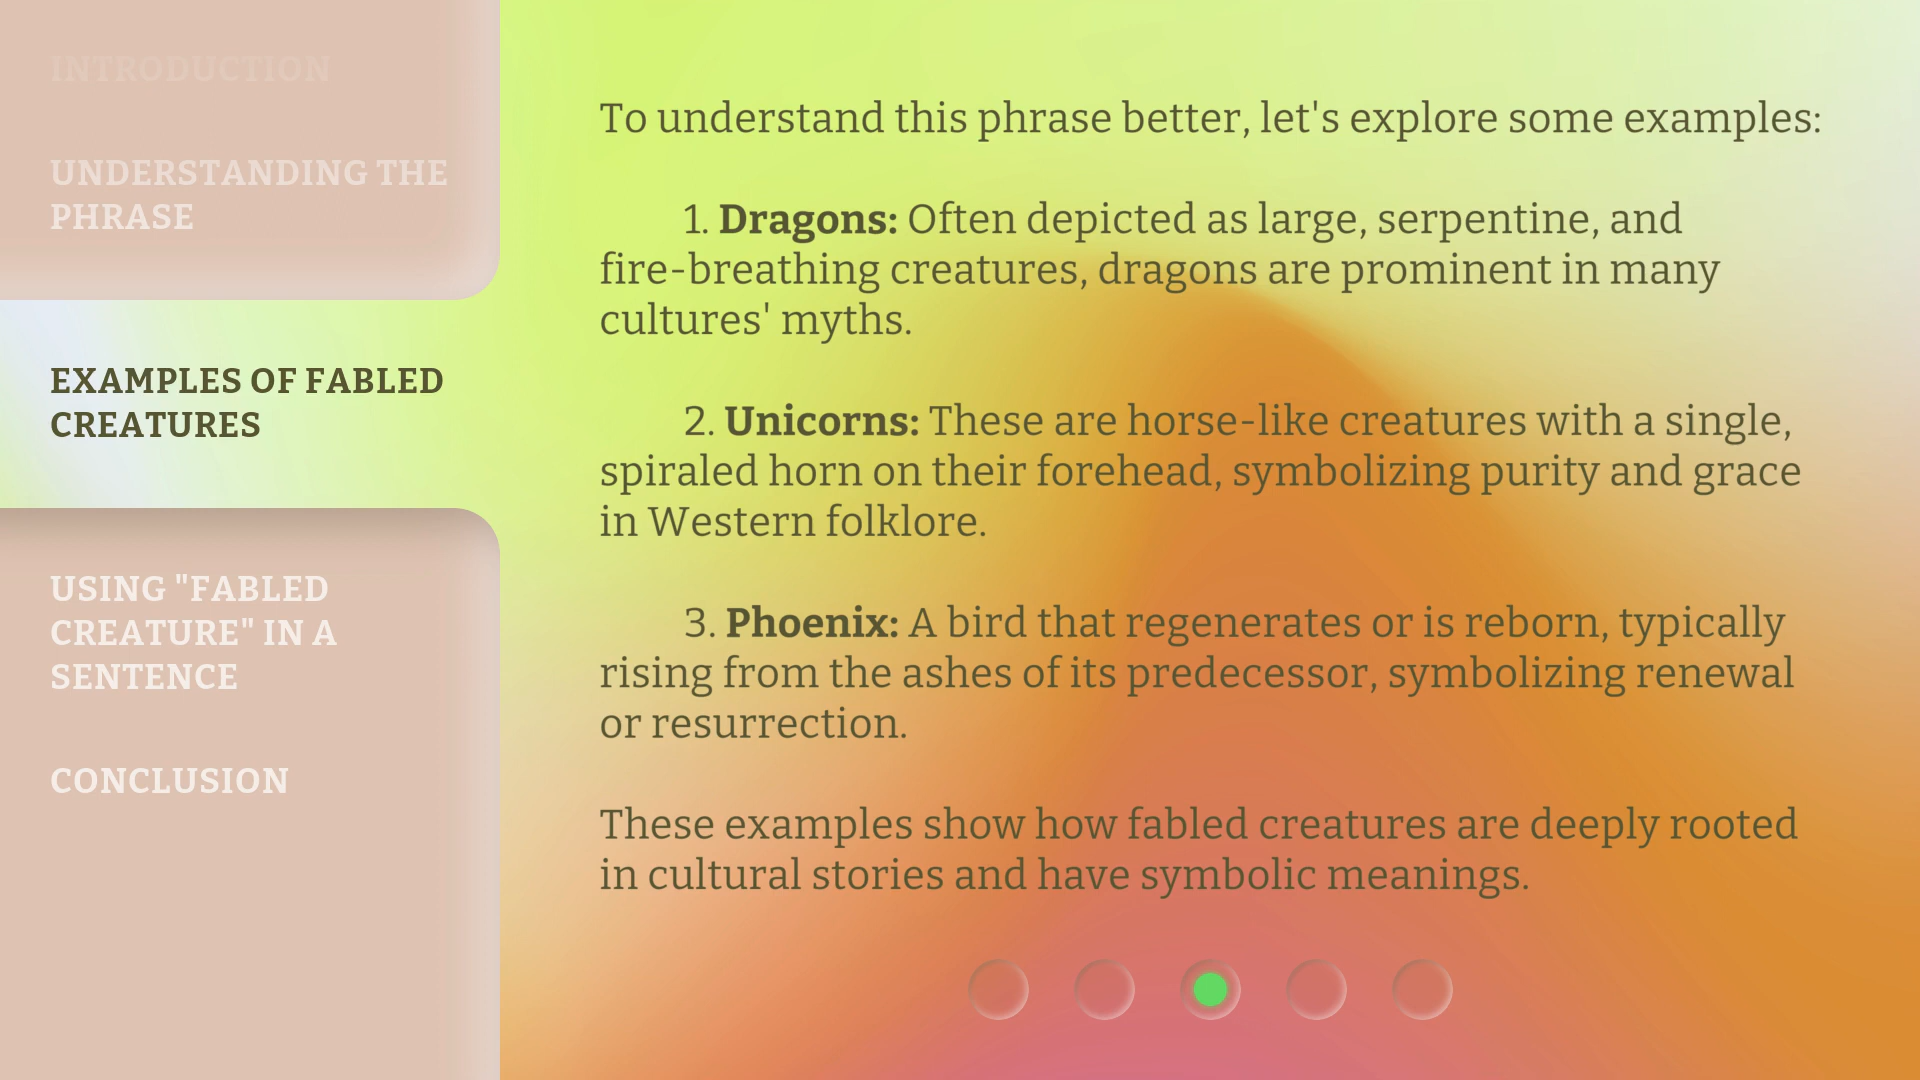 INTRODUCTION
UNDERSTANDING THE
PHRASE
EXAMPLES OF FABLED
CREATURES
USING "FABLED
CREATURE" IN A
SENTENCE
CONCLUSION
To understand this phrase better, let's explore some examples:
1. Dragons: Often depicted as large, serpentine, and
fire-breathing creatures, dragons are prominent in many
cultures' myths.
2. Unicorns: These are horse-like creatures with a single,
spiraled horn on their forehead, symbolizing purity and grace
in Western folklore.
3. Phoenix: A bird that regenerates or is reborn, typically
rising from the ashes of its predecessor, symbolizing renewal
or resurrection.
These examples show how fabled creatures are deeply rooted
in cultural stories and have symbolic meanings.